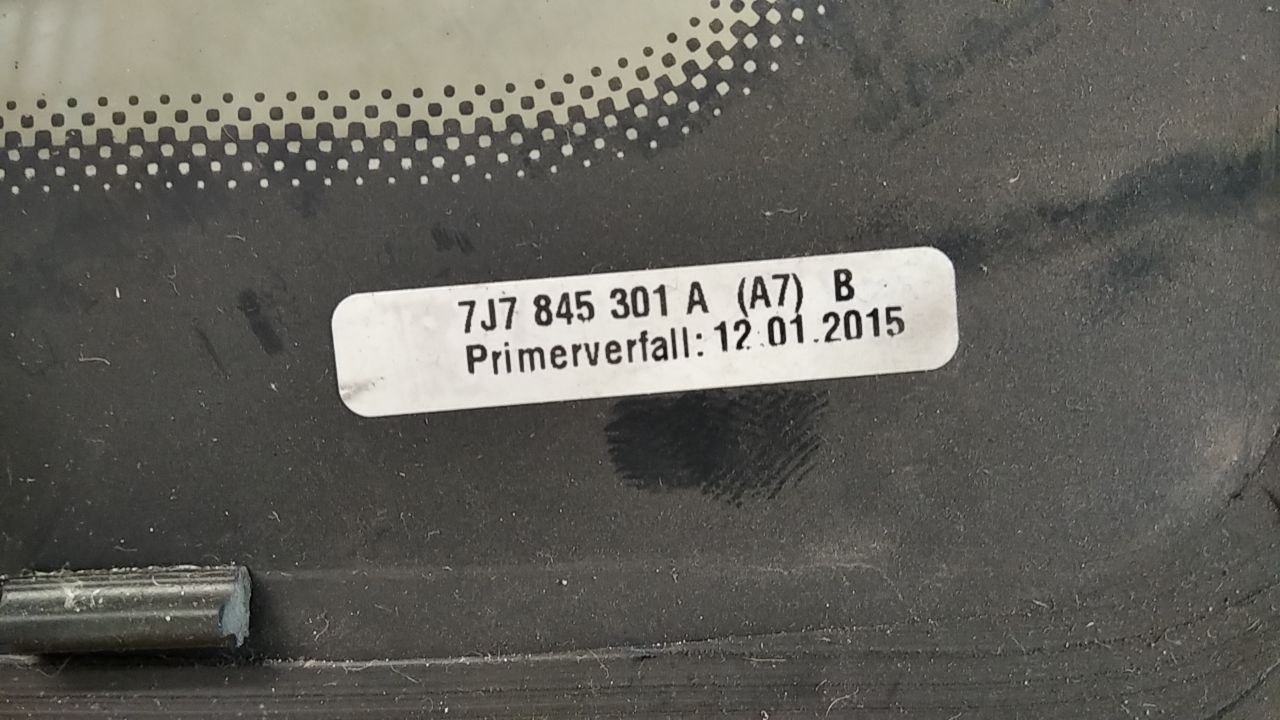 7J7 845 301 A (A7) B
Primerverfall: 12.01.2015